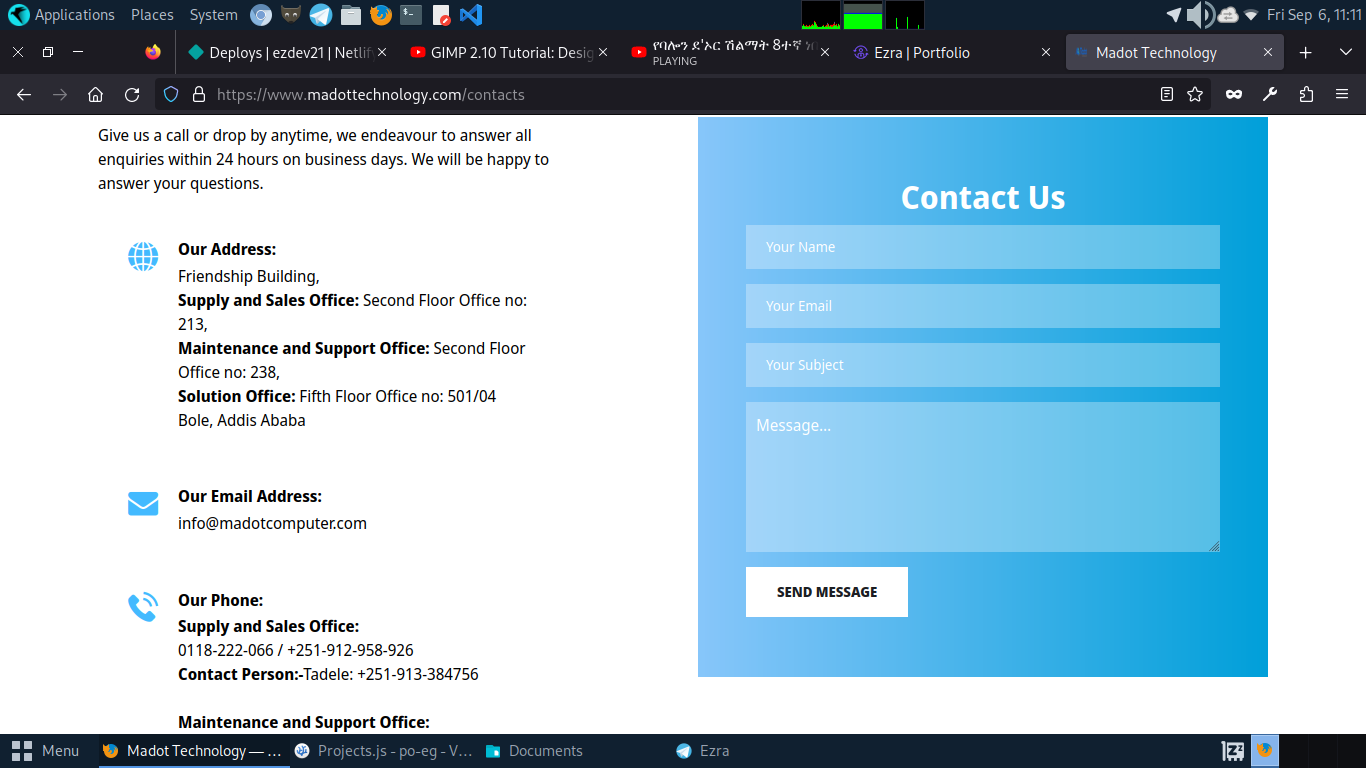 Applications Places System Fri Sep 6, 11:11
Deploys | ezdev21 | Netlify
GIMP 2.10 Tutorial: Desig
የባሎን ደ'ኦር ሽልማት 8ተኛ
PLAYING
Ezra | Portfolio
Madot Technology
https://www.madottechnology.com/contacts
Give us a call or drop by anytime, we endeavour to answer all
enquiries within 24 hours on business days. We will be happy to
answer your questions.
Our Address:
Friendship Building,
Supply and Sales Office: Second Floor Office no:
213,
Maintenance and Support Office: Second Floor
Office no: 238,
Solution Office: Fifth Floor Office no: 501/04
Bole, Addis Ababa
Our Email Address:
info@madotcomputer.com
Our Phone:
Supply and Sales Office:
0118-222-066 / +251-912-958-926
Contact Person:-Tadele: +251-913-384756
Maintenance and Support Office:
Contact Us
Your Name
Your Email
Your Subject
Message...
SEND MESSAGE
Menu Madot Technology — ... Projects.js - po-eg - V... Documents Ezra